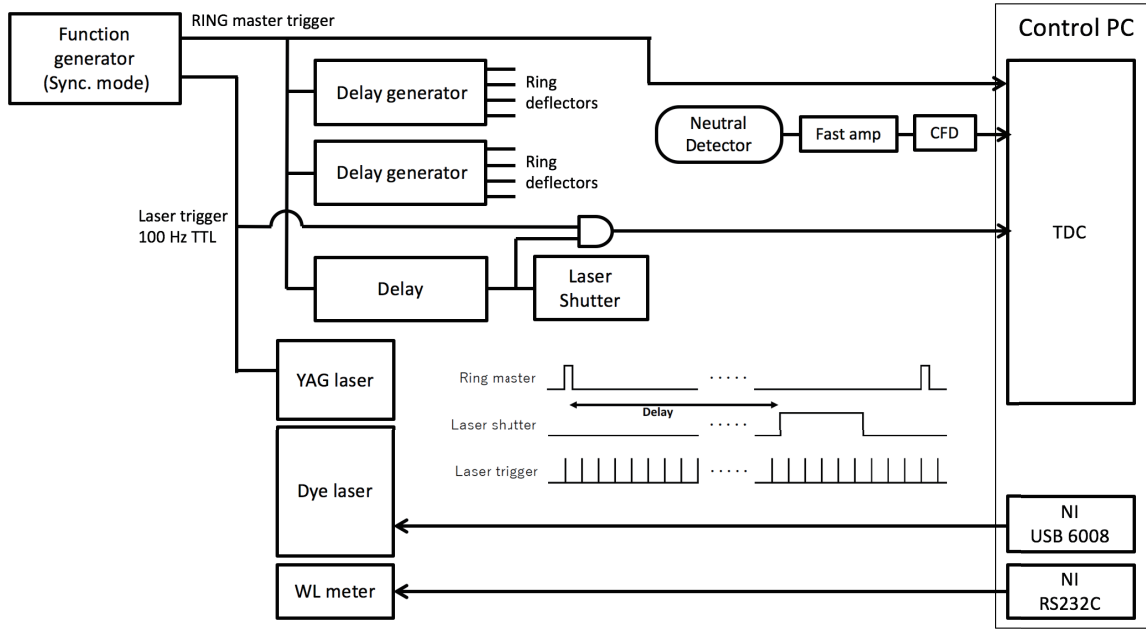 RING master trigger
Function
generator
(Sync. mode)
Control PC
Delay generator
Ring
deflectors
Neutral
Detector
Fast amp
CFD
Delay generator
Ring
deflectors
Laser trigger
100 Hz TTL
TDC
Delay
Laser
Shutter
YAG laser
Ring master
Delay
Laser shutter
Laser trigger
Dye laser
NI
USB 6008
WL meter
NI
RS232C